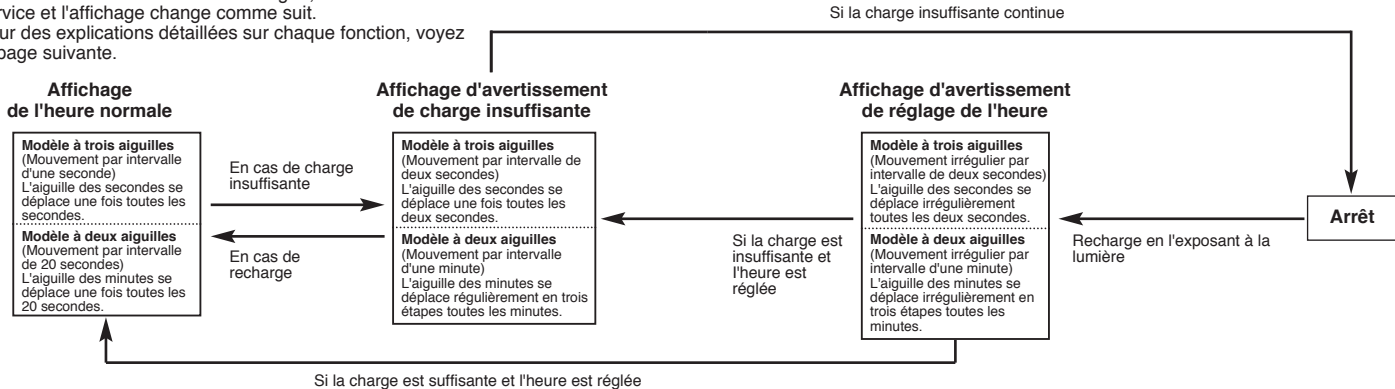 rvice et l'affichage change comme suit.
ur des explications détaillées sur chaque fonction, voyez
page suivante.
Si la charge insuffisante continue
Affichage
de l'heure normale
Modèle à trois aiguilles
(Mouvement par intervalle
d'une seconde)
L'aiguille des secondes se
déplace une fois toutes les
secondes.
Modèle à deux aiguilles
(Mouvement par intervalle
de 20 secondes)
L'aiguille des minutes se
déplace une fois toutes les
20 secondes.
En cas de charge
insuffisante
En cas de
recharge
Affichage d'avertissement
de charge insuffisante
Modèle à trois aiguilles
(Mouvement par intervalle de
deux secondes)
L'aiguille des secondes se
déplace une fois toutes les
deux secondes.
Modèle à deux aiguilles
(Mouvement par intervalle
d'une minute)
L'aiguille des minutes se
déplace régulièrement en trois
étapes toutes les minutes.
Si la charge est
insuffisante et
l'heure est
réglée
Affichage d'avertissement
de réglage de l'heure
Modèle à trois aiguilles
(Mouvement irrégulier par
intervalle de deux secondes)
L'aiguille des secondes se
déplace irrégulièrement
toutes les deux secondes.
Modèle à deux aiguilles
(Mouvement irrégulier par
intervalle d'une minute)
L'aiguille des minutes se
déplace irrégulièrement en
trois étapes toutes les
minutes.
Recharge en l'exposant à la
lumière
Arrêt
Si la charge est suffisante et l'heure est réglée